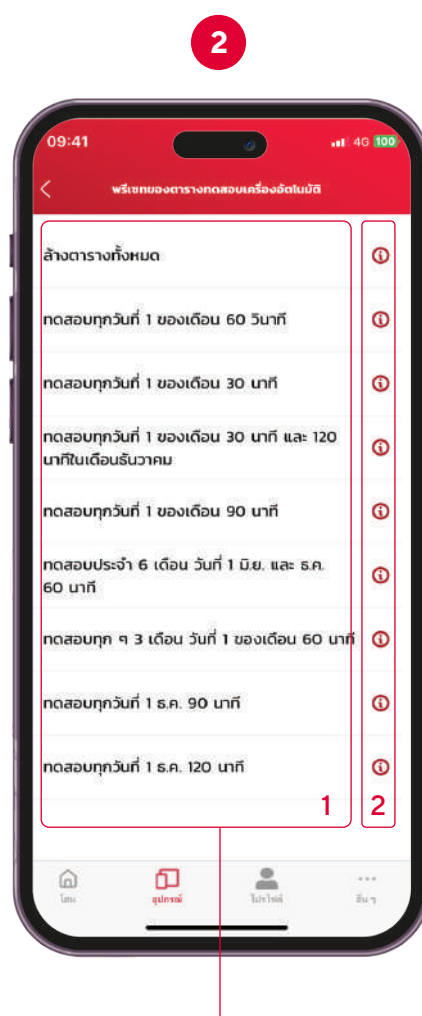 2
09:41
4G 100
พรีเซทของตารางทดสอบเครื่องอัตโนมัติ
ล้างตารางทั้งหมด
ทดสอบทุกวันที่ 1 ของเดือน 60 วินาที
ทดสอบทุกวันที่ 1 ของเดือน 30 นาที
ทดสอบทุกวันที่ 1 ของเดือน 30 นาที และ 120
นาทีในเดือนธันวาคม
ทดสอบทุกวันที่ 1 ของเดือน 90 นาที
ทดสอบประจำ 6 เดือน วันที่ 1 มิ.ย. และ ธ.ค.
60 นาที
ทดสอบทุก ๆ 3 เดือน วันที่ 1 ของเดือน 60 นาที
ทดสอบทุกวันที่ 1 ธ.ค. 90 นาที
ทดสอบทุกวันที่ 1 ธ.ค. 120 นาที
1 2
โฮม อุปกรณ์ โปรไฟล์ อื่น ๆ